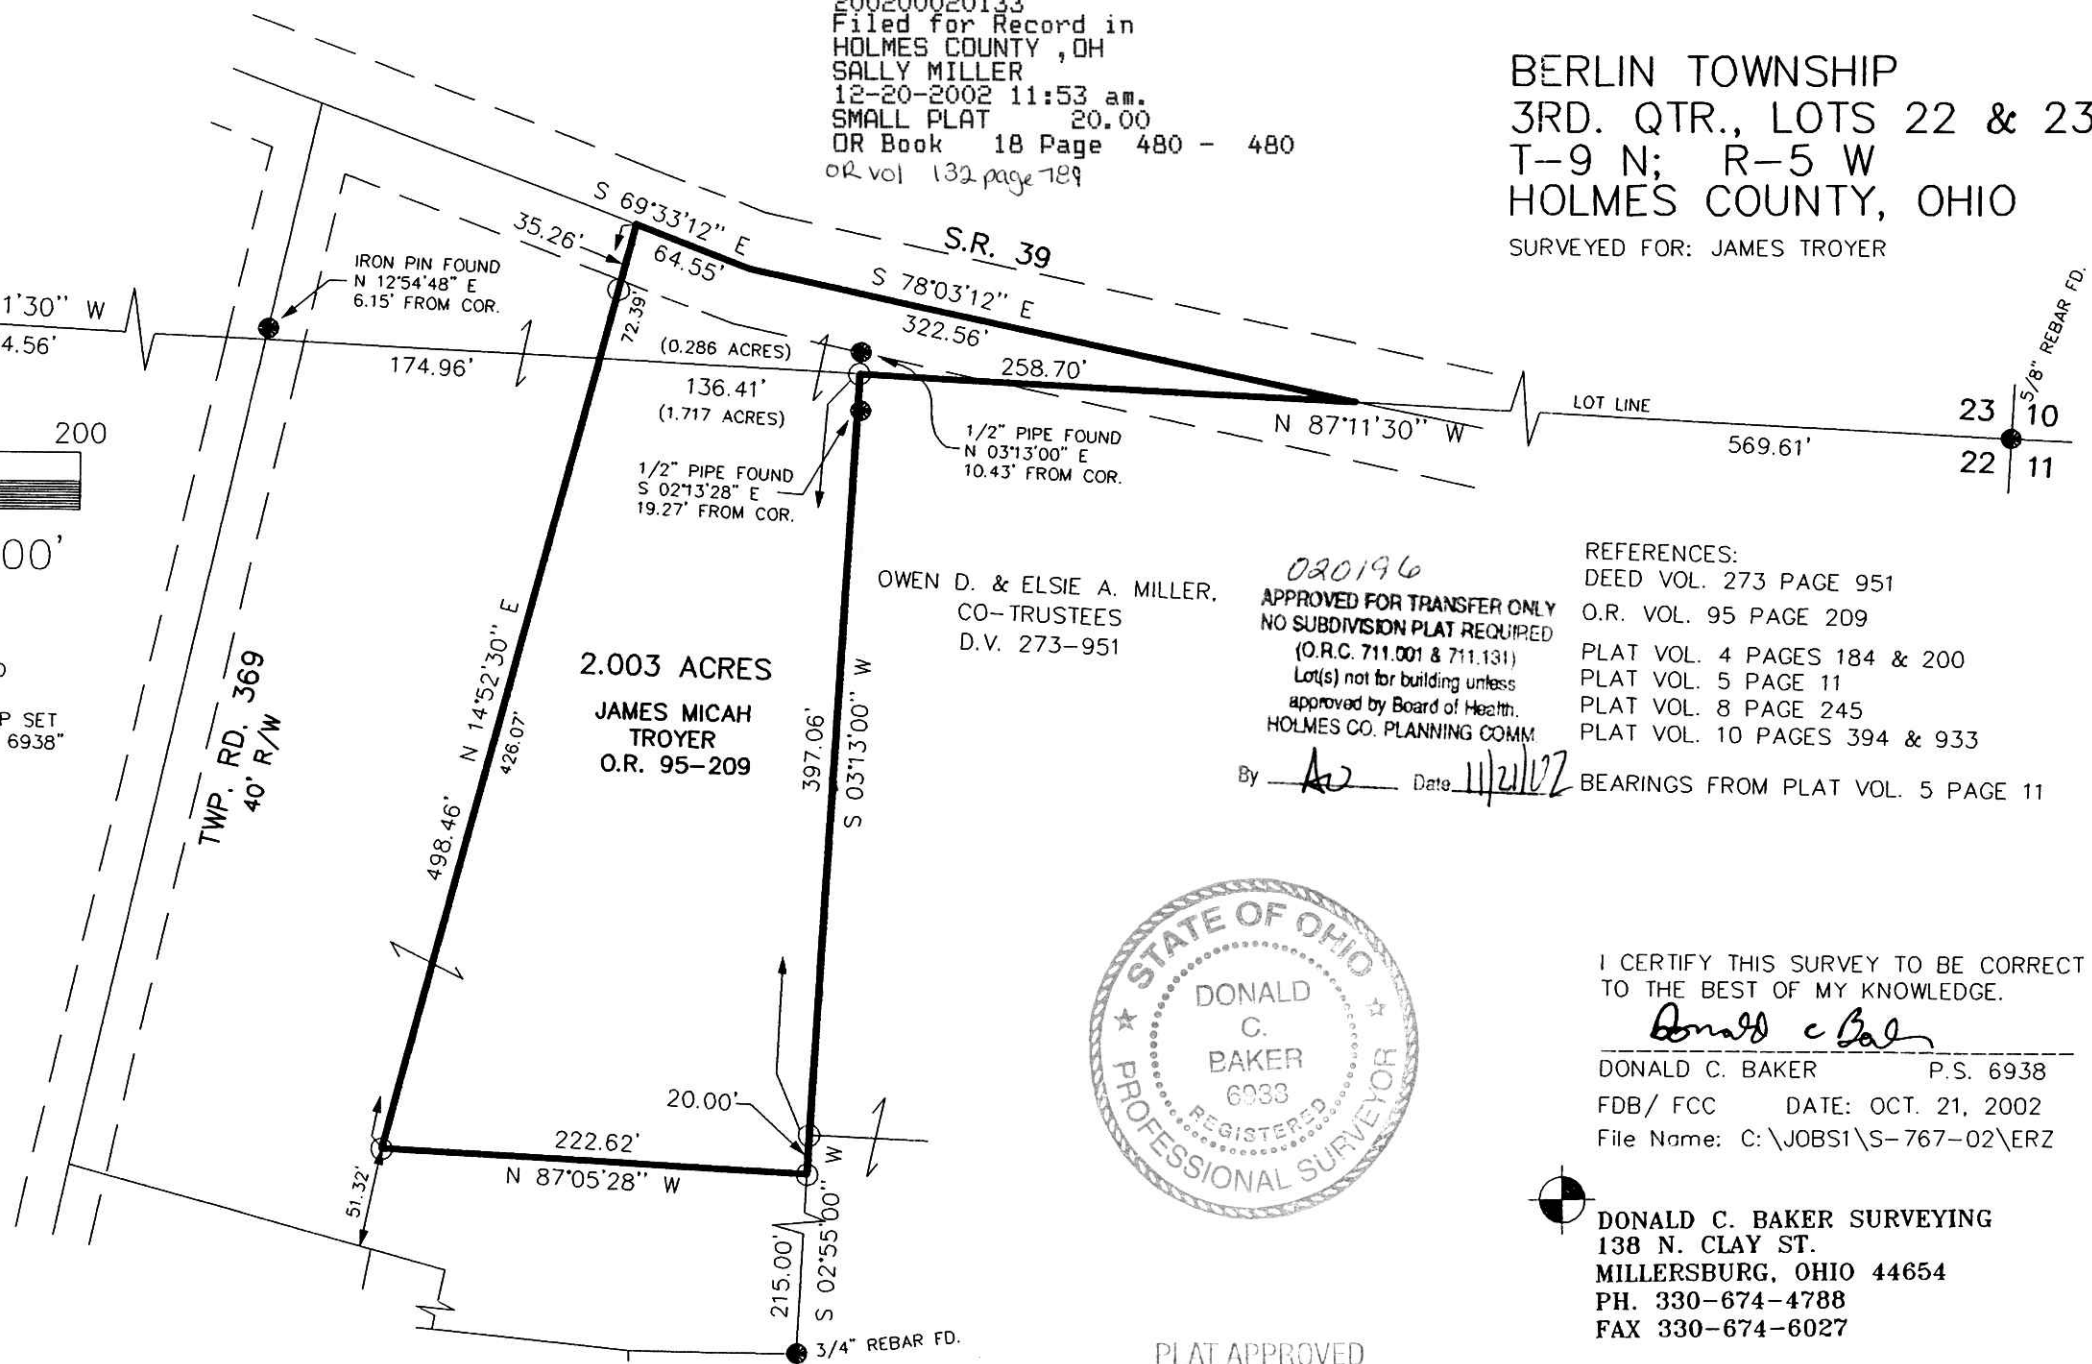 200200020133
Filed for Record in
HOLMES COUNTY ,OH
SALLY MILLER
12-20-2002 11:53 am.
SMALL PLAT 20.00
OR Book 18 Page 480 - 480
OR vol 132 page 789
BERLIN TOWNSHIP
3RD. QTR., LOTS 22 & 23
T-9 N; R-5 W
HOLMES COUNTY, OHIO
SURVEYED FOR: JAMES TROYER
S 69°33'12" E
64.55'
35.26'
S.R. 39
S 78°03'12" E
322.56'
IRON PIN FOUND
N 12°54'48" E
6.15' FROM COR.
1'30" W
4.56'
174.96'
72.39'
(0.286 ACRES)
136.41'
(1.717 ACRES)
258.70'
N 87°11'30" W
LOT LINE
569.61'
5/8" REBAR FD.
23 10
22 11
1/2" PIPE FOUND
N 03°13'00" E
10.43' FROM COR.
1/2" PIPE FOUND
S 02°13'28" E
19.27' FROM COR.
200
00'
P SET
6938"
TWP. RD. 369
40' R/W
N 14°52'30" E
426.07'
498.46'
2.003 ACRES
JAMES MICAH
TROYER
O.R. 95-209
397.06'
S 03°13'00" W
OWEN D. & ELSIE A. MILLER,
CO-TRUSTEES
D.V. 273-951
020196
APPROVED FOR TRANSFER ONLY
NO SUBDIVISION PLAT REQUIRED
(O.R.C. 711.001 & 711.131)
Lot(s) not for building unless
approved by Board of Health.
HOLMES CO. PLANNING COMM
By Date 11/21/02
REFERENCES:
DEED VOL. 273 PAGE 951
O.R. VOL. 95 PAGE 209
PLAT VOL. 4 PAGES 184 & 200
PLAT VOL. 5 PAGE 11
PLAT VOL. 8 PAGE 245
PLAT VOL. 10 PAGES 394 & 933
BEARINGS FROM PLAT VOL. 5 PAGE 11
STATE OF OHIO
DONALD
C.
BAKER
6938
REGISTERED
PROFESSIONAL SURVEYOR
I CERTIFY THIS SURVEY TO BE CORRECT
TO THE BEST OF MY KNOWLEDGE.
Donald C Baker
DONALD C. BAKER P.S. 6938
FDB/ FCC DATE: OCT. 21, 2002
File Name: C:\JOBS1\S-767-02\ERZ
20.00'
222.62'
N 87°05'28" W
51.32'
215.00'
S 02°55'00" W
3/4" REBAR FD.
DONALD C. BAKER SURVEYING
138 N. CLAY ST.
MILLERSBURG, OHIO 44654
PH. 330-674-4788
FAX 330-674-6027
PLAT APPROVED